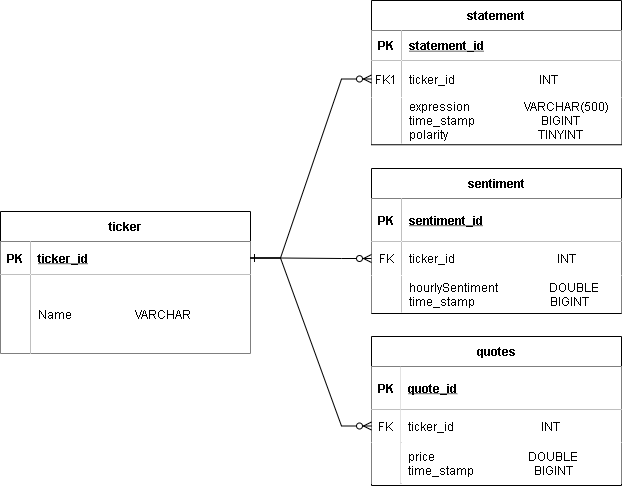 statement
PK statement_id
FK1 ticker_id INT
expression VARCHAR(500)
time_stamp BIGINT
polarity TINYINT
sentiment
PK sentiment_id
FK ticker_id INT
hourlySentiment DOUBLE
time_stamp BIGINT
ticker
PK ticker_id
Name VARCHAR
quotes
PK quote_id
FK ticker_id INT
price DOUBLE
time_stamp BIGINT